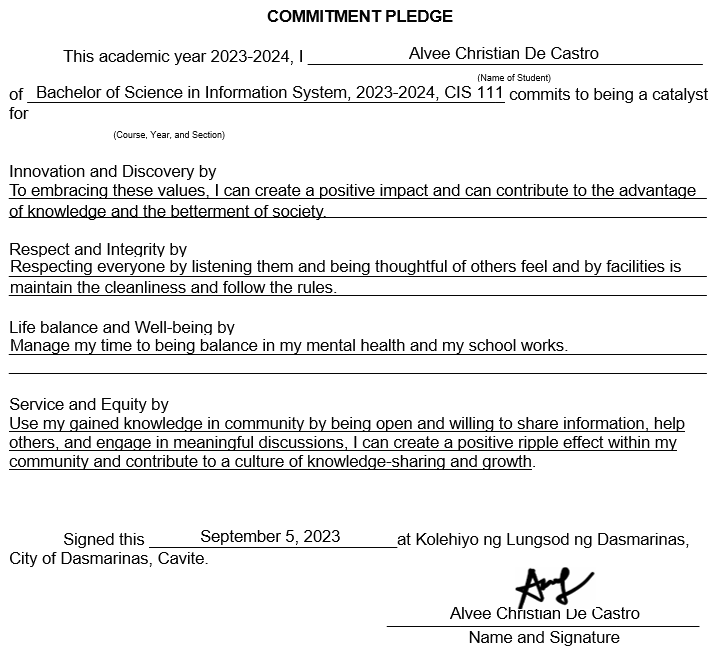 COMMITMENT PLEDGE
This academic year 2023-2024, I Alvee Christian De Castro
(Name of Student)
of Bachelor of Science in Information System, 2023-2024, CIS 111 commits to being a catalyst
for
(Course, Year, and Section)
Innovation and Discovery by
To embracing these values, I can create a positive impact and can contribute to the advantage
of knowledge and the betterment of society.
Respect and Integrity by
Respecting everyone by listening them and being thoughtful of others feel and by facilities is
maintain the cleanliness and follow the rules.
Life balance and Well-being by
Manage my time to being balance in my mental health and my school works.
Service and Equity by
Use my gained knowledge in community by being open and willing to share information, help
others, and engage in meaningful discussions, I can create a positive ripple effect within my
community and contribute to a culture of knowledge-sharing and growth.
Signed this September 5, 2023 at Kolehiyo ng Lungsod ng Dasmarinas,
City of Dasmarinas, Cavite.
Alvee Christian De Castro
Name and Signature